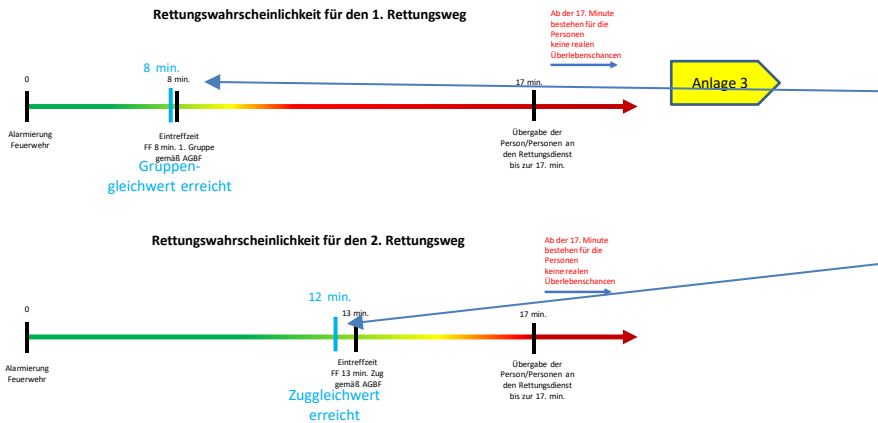 Rettungswahrscheinlichkeit für den 1. Rettungsweg
Ab der 17. Minute
bestehen für die
Personen
keine realen
Überlebenschancen
8 min.
0
8 min.
17 min.
Anlage 3
Alarmierung
Feuerwehr
Eintreffzeit
FF 8 min. 1. Gruppe
gemäß AGBF
Gruppen-
gleichwert erreicht
Übergabe der
Person/Personen an
den Rettungsdienst
bis zur 17. min.
Rettungswahrscheinlichkeit für den 2. Rettungsweg
Ab der 17. Minute
bestehen für die
Personen
keine realen
Überlebenschancen
12 min.
0
13 min.
17 min.
Alarmierung
Feuerwehr
Eintreffzeit
FF 13 min. Zug
gemäß AGBF
Zuggleichwert
erreicht
Übergabe der
Person/Personen an
den Rettungsdienst
bis zur 17. min.